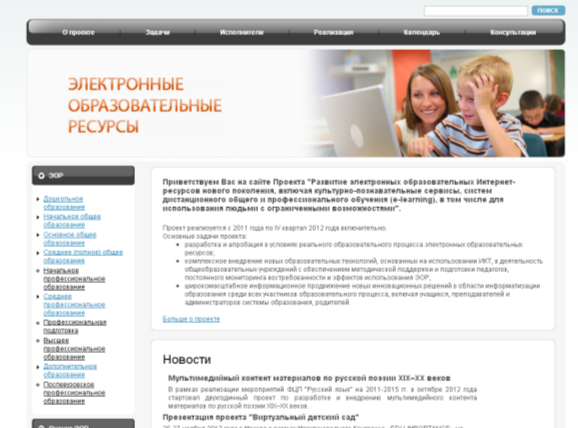 ПОИСК
О проекте Задачи Исполнители Реализация Календарь Консультации
ЭЛЕКТРОННЫЕ
ОБРАЗОВАТЕЛЬНЫЕ
РЕСУРСЫ
ЭОР
Дошкольное
образование
Начальное общее
образование
Основное общее
образование
Среднее (полное) общее
образование
Начальное
профессиональное
образование
Среднее
профессиональное
образование
Профессиональная
подготовка
Высшее
профессиональное
образование
Дополнительное
образование
Послевузовское
профессиональное
образование
Приветствуем Вас на сайте Проекта "Развитие электронных образовательных Интернет-
ресурсов нового поколения, включая культурно-познавательные сервисы, систем
дистанционного общего и профессионального обучения (e-learning), в том числе для
использования людьми с ограниченными возможностями".
Проект реализуется с 2011 года по IV квартал 2012 года включительно.
Основные задачи проекта:
разработка и апробация в условиях реального образовательного процесса электронных образовательных
ресурсов;
комплексное внедрение новых образовательных технологий, основанных на использовании ИКТ, в деятельность
общеобразовательных учреждений с обеспечением методической поддержки и подготовки педагогов,
постоянного мониторинга востребованности и эффектов использования ЭОР;
широкомасштабное информационное продвижение новых инновационных решений в области информатизации
образования среди всех участников образовательного процесса, включая учащихся, преподавателей и
администраторов системы образования, родителей.
Больше о проекте
Новости
Мультимедийный контент материалов по русской поэзии XIX–XX веков
В рамках реализации мероприятий ФЦП "Русский язык" на 2011-2015 гг. в октябре 2012 года
стартовал двухгодичный проект по разработке и внедрению мультимедийного контента
материалов по русской поэзии XIX–XX веков.
Презентация проекта "Виртуальный детский сад"